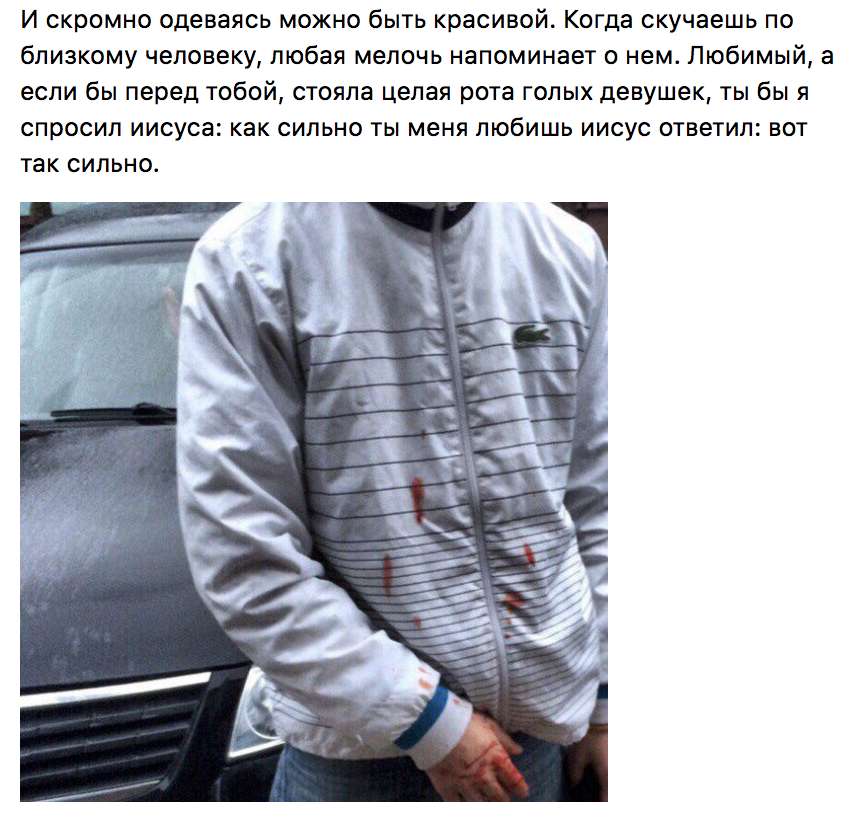 И скромно одеваясь можно быть красивой. Когда скучаешь по
близкому человеку, любая мелочь напоминает о нем. Любимый, а
если бы перед тобой, стояла целая рота голых девушек, ты бы я
спросил иисуса: как сильно ты меня любишь иисус ответил: вот
так сильно.